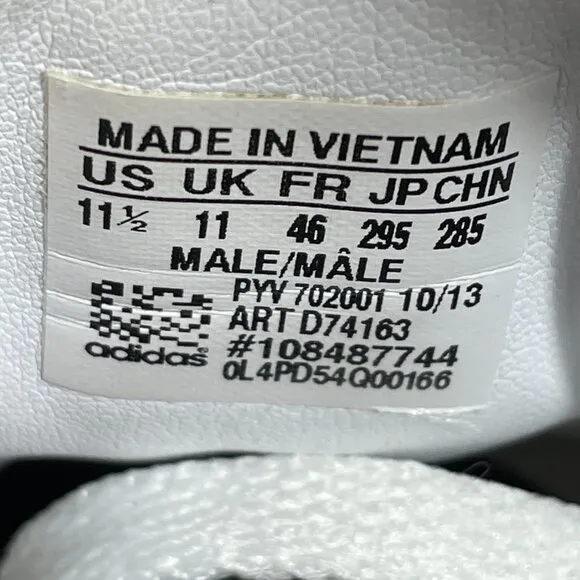 MADE IN VIETNAM
US UK FR JP CHN
11½ 11 46 295 285
MALE/MÂLE
PYV 702001 10/13
ART D74163
#108487744
adidas®
0L4PD54Q00166